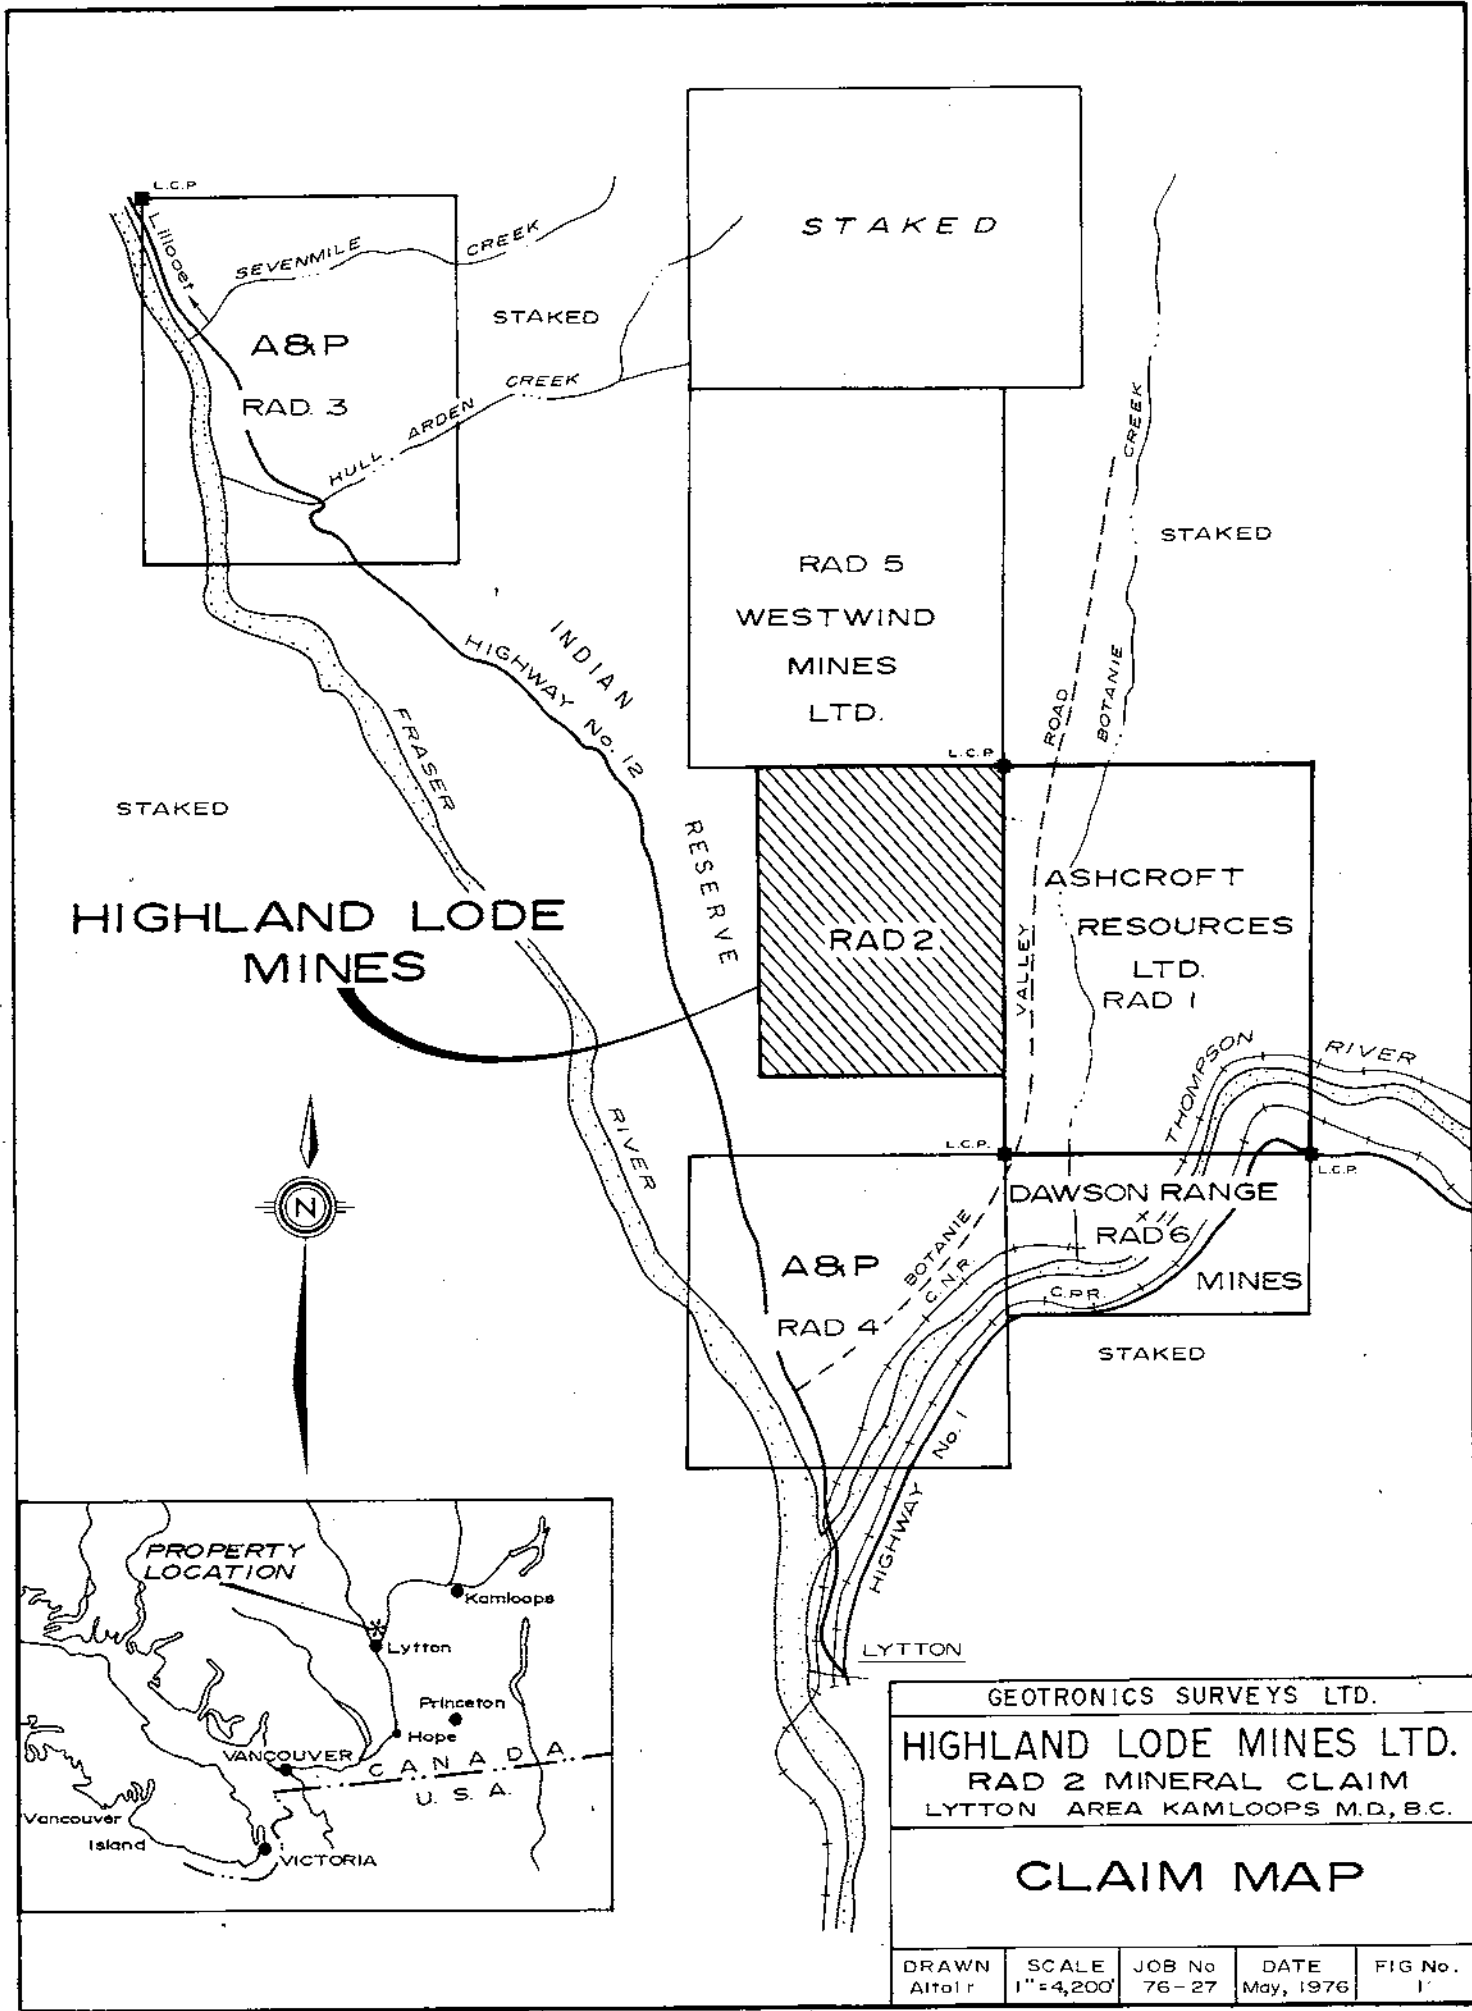 STAKED
L.C.P
Lillooet
SEVENMILE CREEK
STAKED
A&P
RAD. 3
HULL ARDEN CREEK
CREEK
BOTANIE
STAKED
RAD 5
WESTWIND
MINES
LTD.
INDIAN
RESERVE
HIGHWAY No. 12
FRASER
RIVER
STAKED
L.C.P.
BOTANIE
VALLEY
ROAD
HIGHLAND LODE
MINES
RAD 2
ASHCROFT
RESOURCES
LTD.
RAD 1
THOMPSON RIVER
L.C.P.
L.C.P.
DAWSON RANGE
RAD 6
MINES
N
A&P
RAD 4
C.N.R.
C.P.R.
STAKED
HIGHWAY No. 1
LYTTON
PROPERTY
LOCATION
Kamloops
Lytton
Princeton
Hope
VANCOUVER
CANADA
U.S.A.
Vancouver
Island
VICTORIA
GEOTRONICS SURVEYS LTD.
HIGHLAND LODE MINES LTD.
RAD 2 MINERAL CLAIM
LYTTON AREA KAMLOOPS M.D., B.C.
CLAIM MAP
DRAWN SCALE JOB No DATE FIG No.
Altair 1"=4,200' 76-27 May, 1976 1